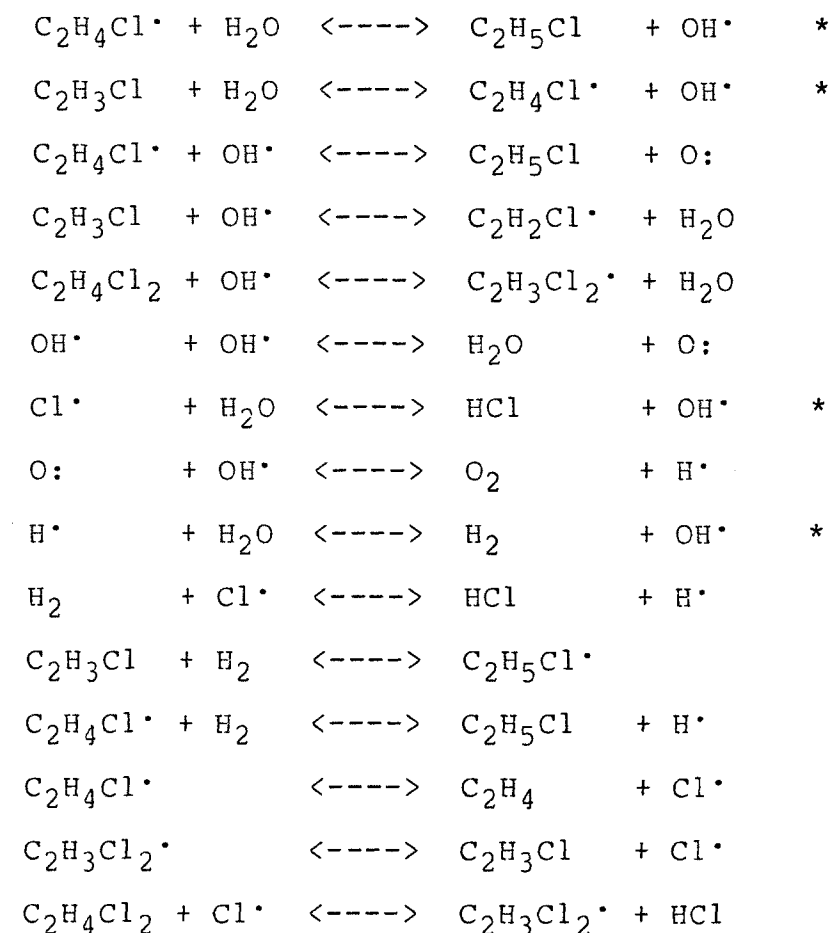 C₂H₄Cl· + H₂O <----> C₂H₅Cl + OH· *
C₂H₃Cl + H₂O <----> C₂H₄Cl· + OH· *
C₂H₄Cl· + OH· <----> C₂H₅Cl + O:
C₂H₃Cl + OH· <----> C₂H₂Cl· + H₂O
C₂H₄Cl₂ + OH· <----> C₂H₃Cl₂· + H₂O
OH· + OH· <----> H₂O + O:
Cl· + H₂O <----> HCl + OH· *
O: + OH· <----> O₂ + H·
H· + H₂O <----> H₂ + OH· *
H₂ + Cl· <----> HCl + H·
C₂H₃Cl + H₂ <----> C₂H₅Cl·
C₂H₄Cl· + H₂ <----> C₂H₅Cl + H·
C₂H₄Cl· <----> C₂H₄ + Cl·
C₂H₃Cl₂· <----> C₂H₃Cl + Cl·
C₂H₄Cl₂ + Cl· <----> C₂H₃Cl₂· + HCl